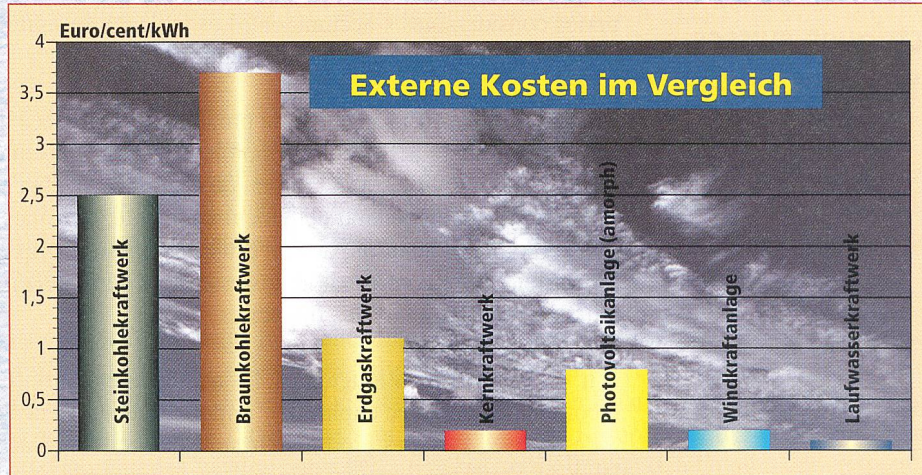 Euro/cent/kWh
Externe Kosten im Vergleich
4
3,5
3
2,5
2
1,5
1
0,5
0
Steinkohlekraftwerk
Braunkohlekraftwerk
Erdgaskraftwerk
Kernkraftwerk
Photovoltaikanlage (amorph)
Windkraftanlage
Laufwasserkraftwerk